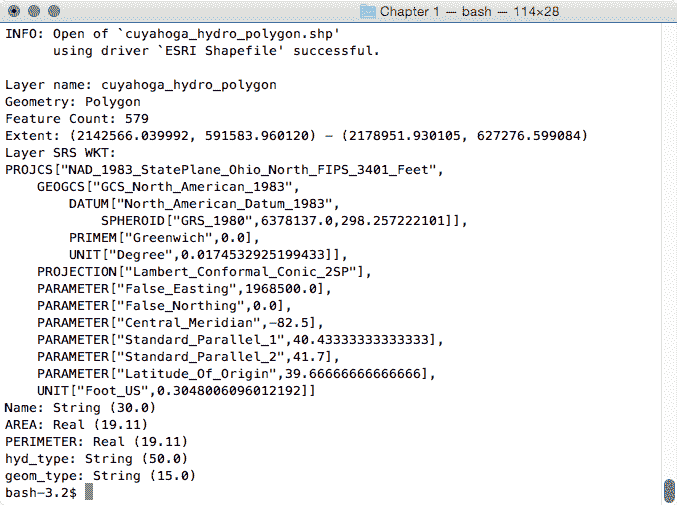 Chapter 1 — bash — 114×28
INFO: Open of `cuyahoga_hydro_polygon.shp'
      using driver `ESRI Shapefile' successful.

Layer name: cuyahoga_hydro_polygon
Geometry: Polygon
Feature Count: 579
Extent: (2142566.039992, 591583.960120) - (2178951.930105, 627276.599084)
Layer SRS WKT:
PROJCS["NAD_1983_StatePlane_Ohio_North_FIPS_3401_Feet",
    GEOGCS["GCS_North_American_1983",
        DATUM["North_American_Datum_1983",
            SPHEROID["GRS_1980",6378137.0,298.257222101]],
        PRIMEM["Greenwich",0.0],
        UNIT["Degree",0.0174532925199433]],
    PROJECTION["Lambert_Conformal_Conic_2SP"],
    PARAMETER["False_Easting",1968500.0],
    PARAMETER["False_Northing",0.0],
    PARAMETER["Central_Meridian",-82.5],
    PARAMETER["Standard_Parallel_1",40.43333333333333],
    PARAMETER["Standard_Parallel_2",41.7],
    PARAMETER["Latitude_Of_Origin",39.66666666666666],
    UNIT["Foot_US",0.3048006096012192]]
Name: String (30.0)
AREA: Real (19.11)
PERIMETER: Real (19.11)
hyd_type: String (50.0)
geom_type: String (15.0)
bash-3.2$